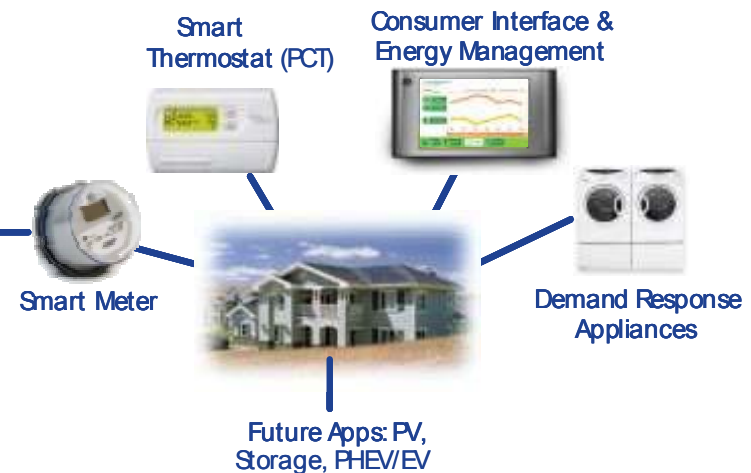 Smart
Thermostat (PCT)
Consumer Interface &
Energy Management
Smart Meter
Demand Response
Appliances
Future Apps: PV,
Storage, PHEV/EV